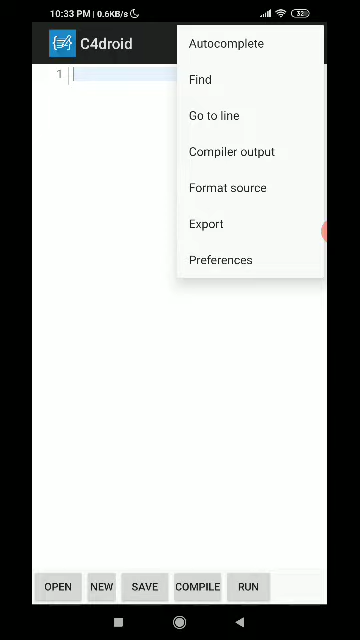 10:33 PM | 0.6KB/s
32
C4droid
1
Autocomplete
Find
Go to line
Compiler output
Format source
Export
Preferences
OPEN NEW SAVE COMPILE RUN